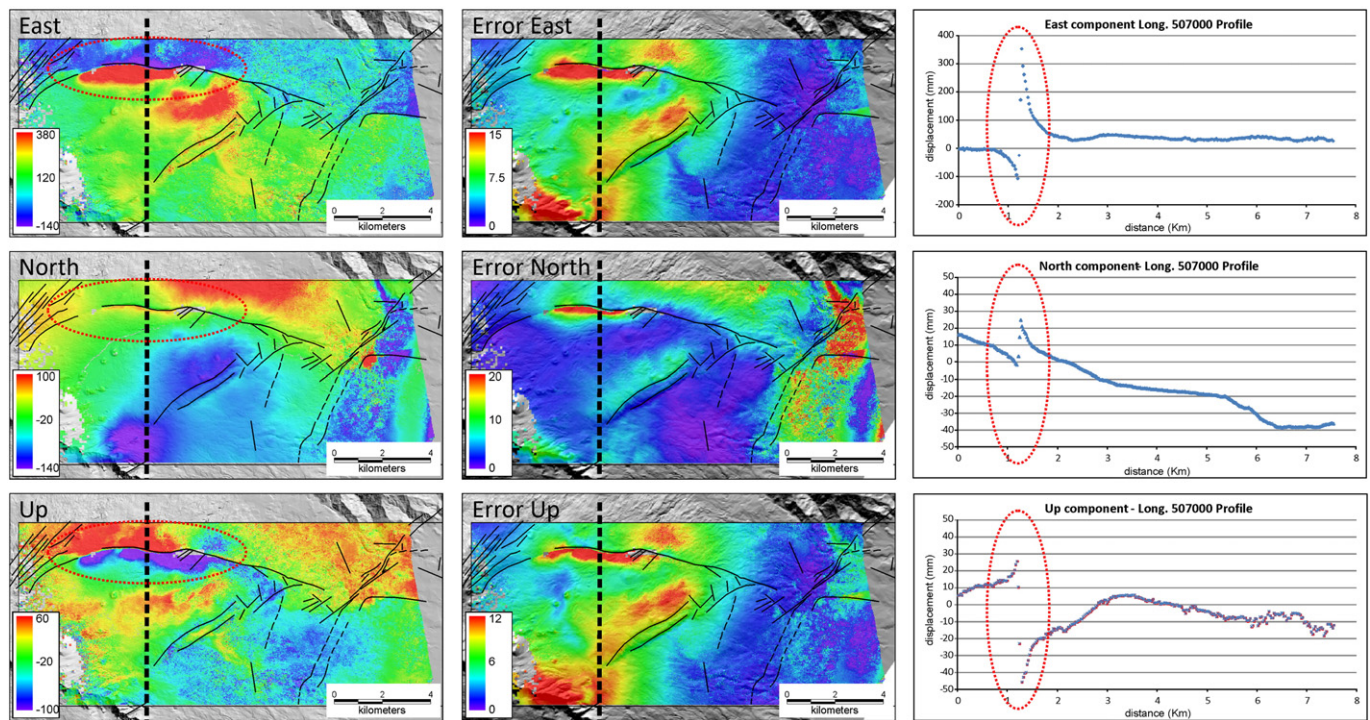 East
380
120
-140
0 2 4
kilometers
Error East
15
7.5
0
0 2 4
kilometers
East component Long. 507000 Profile
displacement (mm)
400
300
200
100
0
-100
-200
0 1 2 3 4 5 6 7 8
distance (Km)
North
100
-20
-140
0 2 4
kilometers
Error North
20
10
0
0 2 4
kilometers
North component- Long. 507000 Profile
displacement (mm)
50
40
30
20
10
0
-10
-20
-30
-40
-50
0 1 2 3 4 5 6 7 8
distance (Km)
Up
60
-20
-100
0 2 4
kilometers
Error Up
12
6
0
0 2 4
kilometers
Up component - Long. 507000 Profile
displacement (mm)
50
40
30
20
10
0
-10
-20
-30
-40
-50
0 1 2 3 4 5 6 7 8
distance (Km)